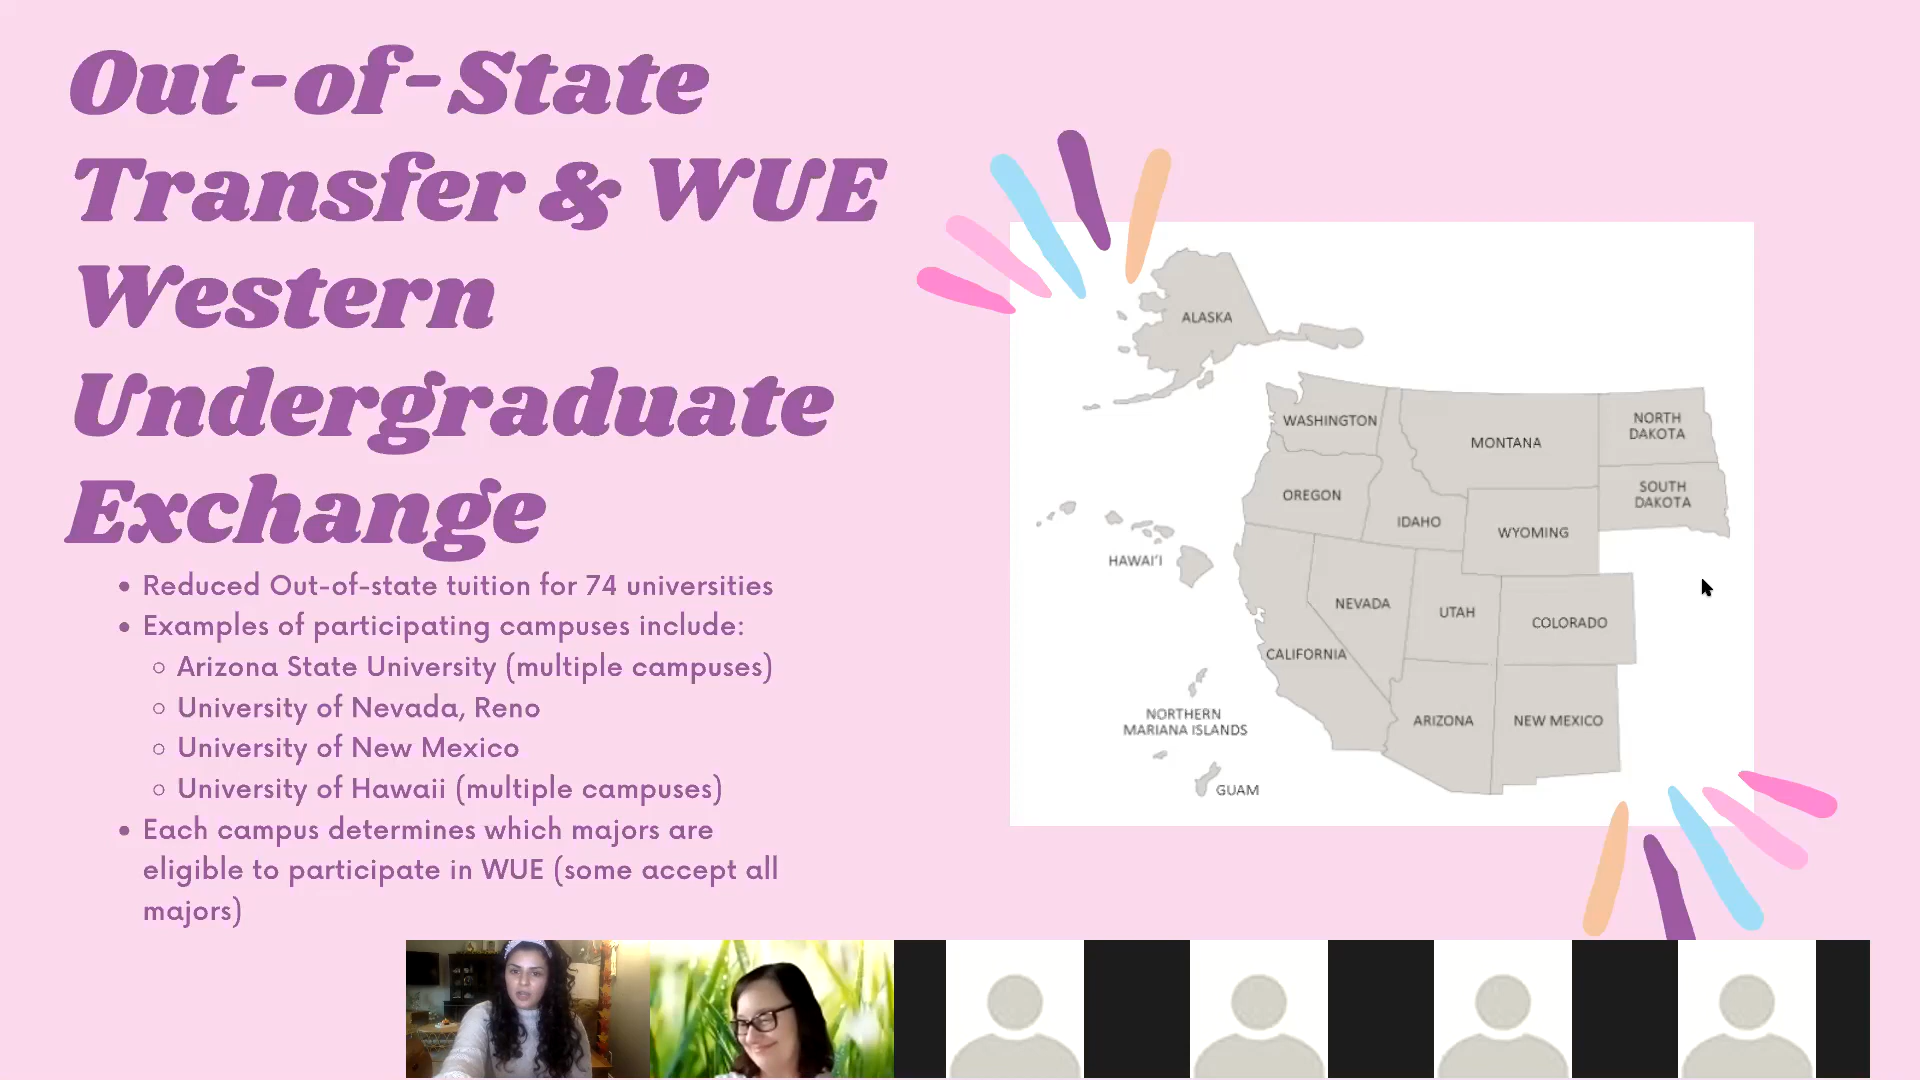 Out-of-State
Transfer & WUE
Western
Undergraduate
Exchange
• Reduced Out-of-state tuition for 74 universities
• Examples of participating campuses include:
○ Arizona State University (multiple campuses)
○ University of Nevada, Reno
○ University of New Mexico
○ University of Hawaii (multiple campuses)
• Each campus determines which majors are
eligible to participate in WUE (some accept all
majors)
ALASKA
WASHINGTON
MONTANA
NORTH
DAKOTA
OREGON
IDAHO
SOUTH
DAKOTA
WYOMING
HAWAI'I
NEVADA
UTAH
COLORADO
CALIFORNIA
NORTHERN
MARIANA ISLANDS
ARIZONA
NEW MEXICO
GUAM